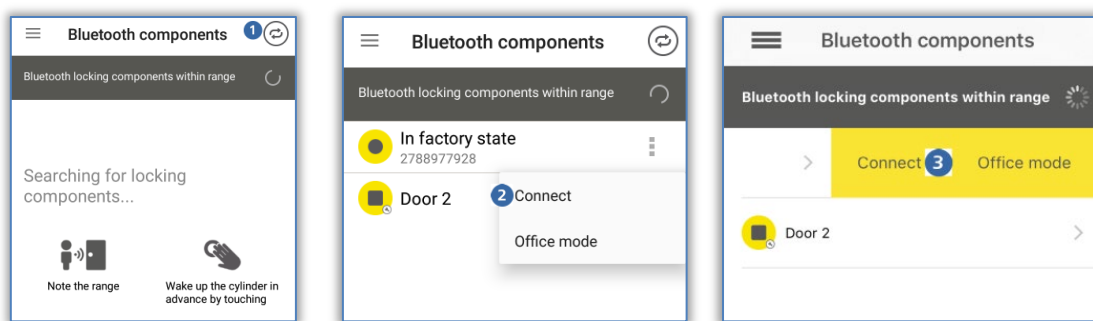 Bluetooth components 1
Bluetooth locking components within range
Searching for locking
components...
Note the range
Wake up the cylinder in
advance by touching
Bluetooth components
Bluetooth locking components within range
In factory state
2788977928
Door 2
2 Connect
Office mode
Bluetooth components
Bluetooth locking components within range
Connect 3 Office mode
Door 2